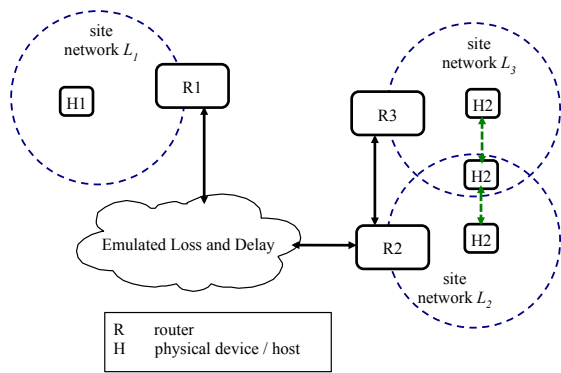 site
network L1
H1
R1
site
network L3
R3
H2
H2
H2
Emulated Loss and Delay
R2
site
network L2
R router
H physical device / host